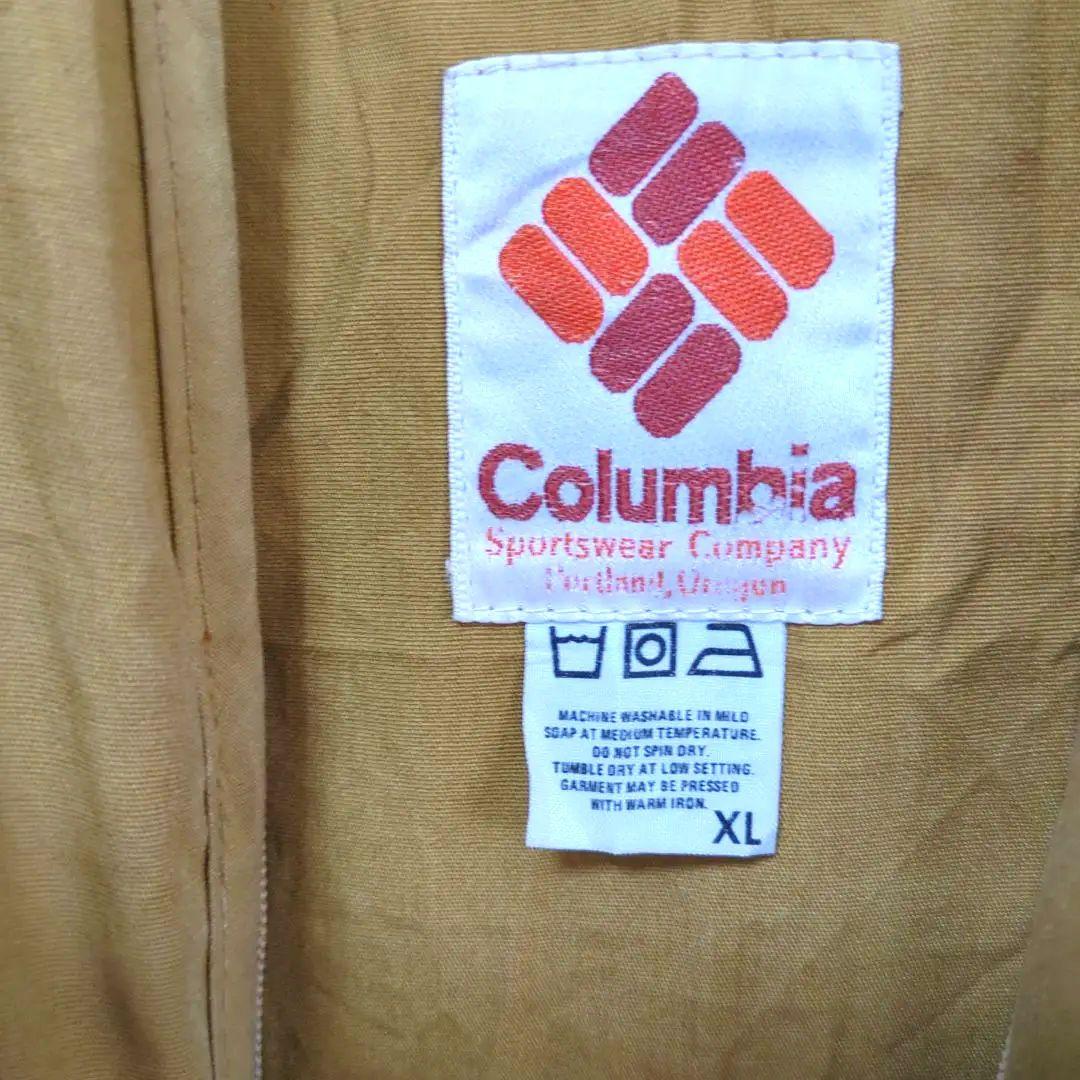 Columbia
Sportswear Company
Portland, Oregon
MACHINE WASHABLE IN MILD
SOAP AT MEDIUM TEMPERATURE.
DO NOT SPIN DRY.
TUMBLE DRY AT LOW SETTING.
GARMENT MAY BE PRESSED
WITH WARM IRON.
XL